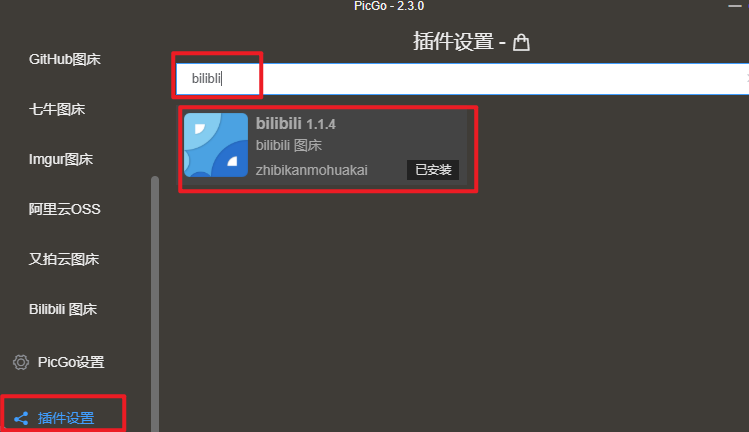 PicGo - 2.3.0
插件设置 -
GitHub图床
七牛图床
Imgur图床
阿里云OSS
又拍云图床
Bilibili 图床
PicGo设置
插件设置
bilibli
bilibili 1.1.4
bilibili 图床
zhibikanmohuakai
已安装